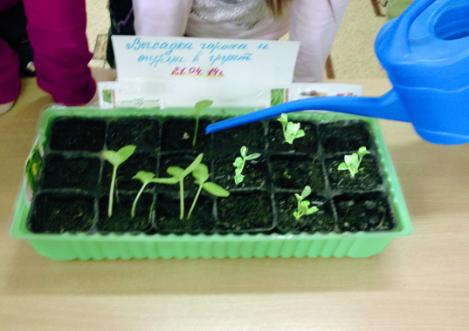 Высадка гороха и
тыквы в грунт
21.04.14г.